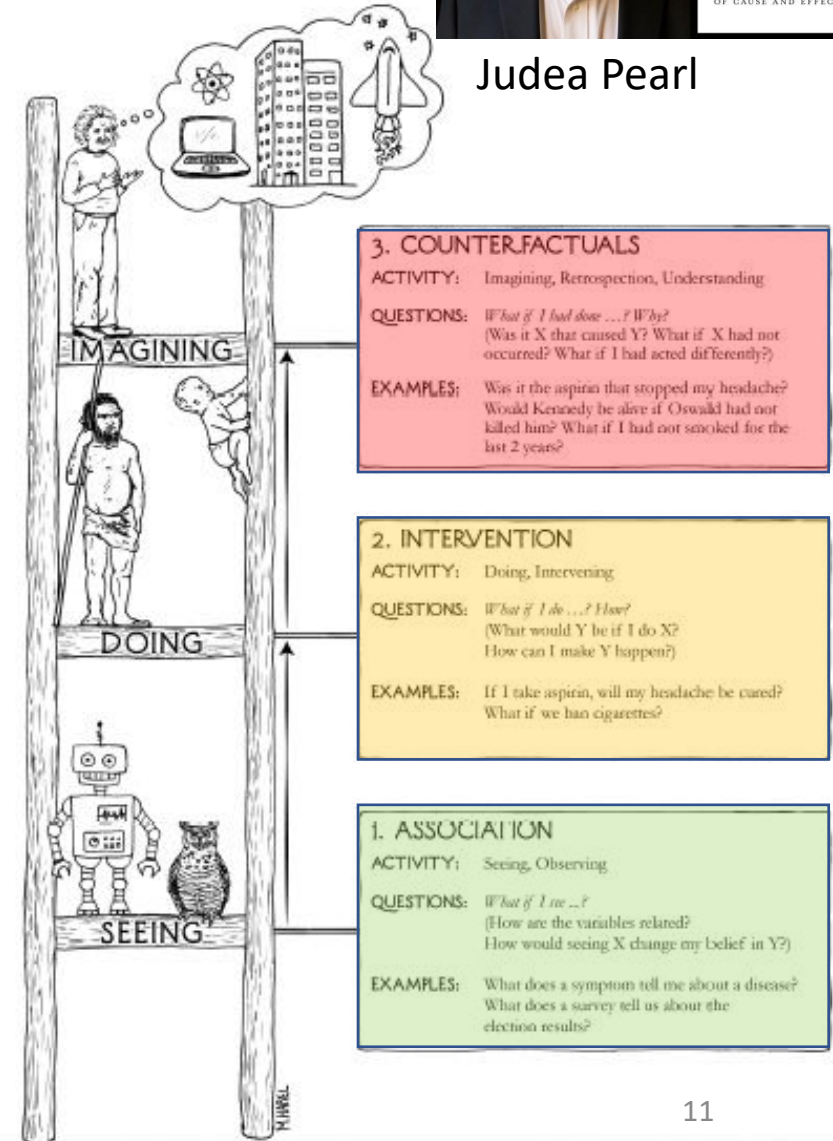 OF CAUSE AND EFFECT
Judea Pearl
IMAGINING
DOING
SEEING
3. COUNTERFACTUALS
ACTIVITY: Imagining, Retrospection, Understanding
QUESTIONS: What if I had done …? Why?
(Was it X that caused Y? What if X had not
occurred? What if I had acted differently?)
EXAMPLES: Was it the aspirin that stopped my headache?
Would Kennedy be alive if Oswald had not
killed him? What if I had not smoked for the
last 2 years?
2. INTERVENTION
ACTIVITY: Doing, Intervening
QUESTIONS: What if I do …? How?
(What would Y be if I do X?
How can I make Y happen?)
EXAMPLES: If I take aspirin, will my headache be cured?
What if we ban cigarettes?
1. ASSOCIATION
ACTIVITY: Seeing, Observing
QUESTIONS: What if I see …?
(How are the variables related?
How would seeing X change my belief in Y?)
EXAMPLES: What does a symptom tell me about a disease?
What does a survey tell us about the
election results?
M.HAREL
11